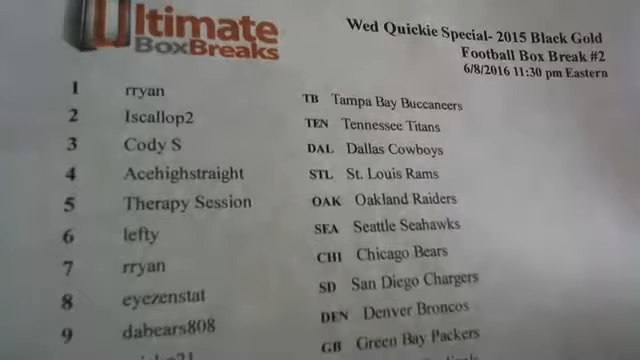 Ultimate
BoxBreaks
Wed Quickie Special- 2015 Black Gold
Football Box Break #2
6/8/2016 11:30 pm Eastern
1 rryan
2 Iscallop2
3 Cody S
4 Acehighstraight
5 Therapy Session
6 lefty
7 rryan
8 eyezenstat
9 dabears808
TB Tampa Bay Buccaneers
TEN Tennessee Titans
DAL Dallas Cowboys
STL St. Louis Rams
OAK Oakland Raiders
SEA Seattle Seahawks
CHI Chicago Bears
SD San Diego Chargers
DEN Denver Broncos
GB Green Bay Packers